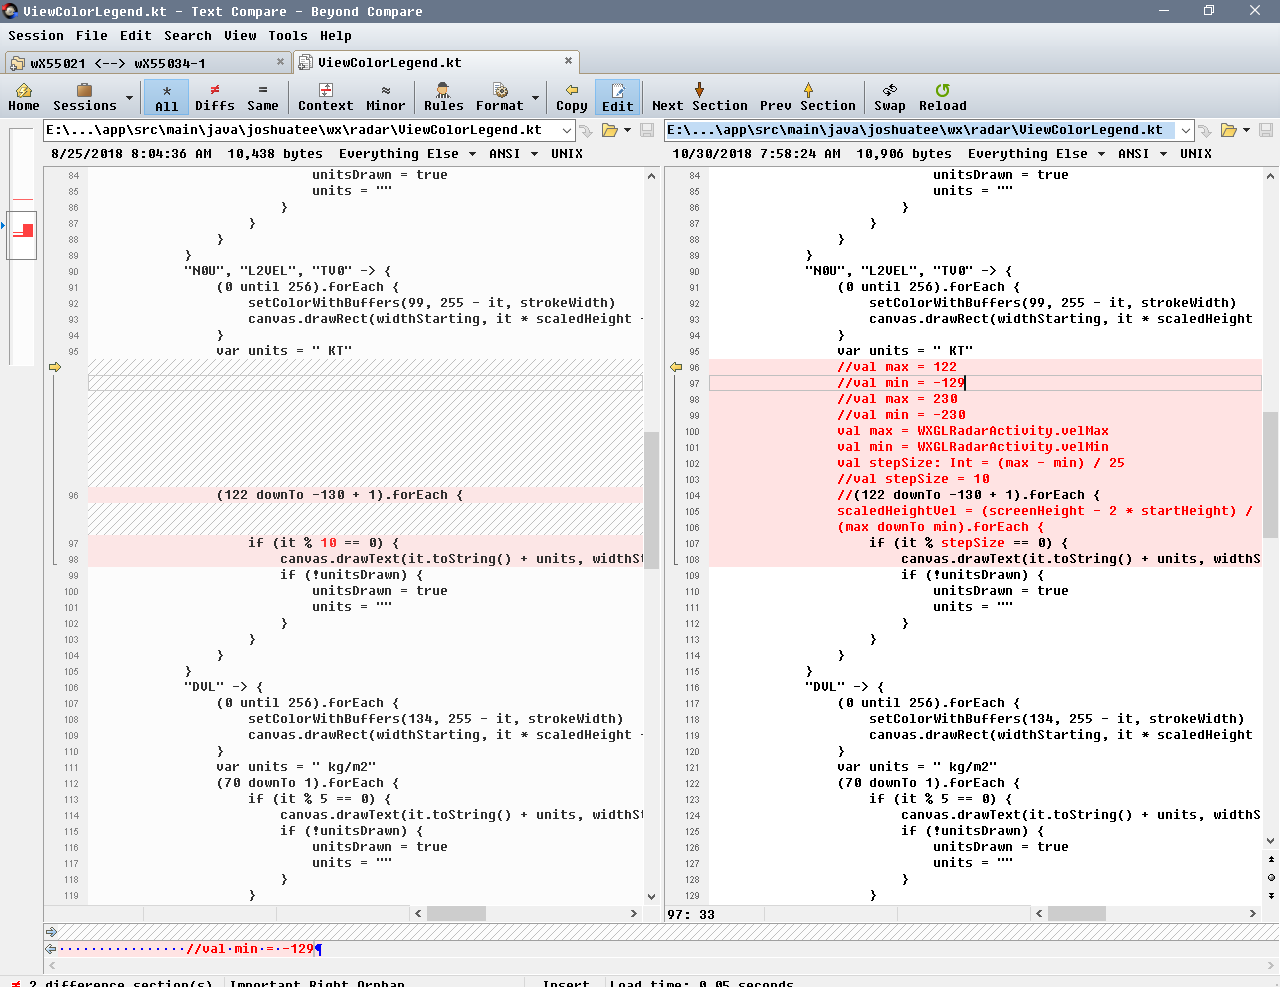 ViewColorLegend.kt - Text Compare - Beyond Compare
Session File Edit Search View Tools Help
wX55021 <--> wX55034-1
ViewColorLegend.kt
Home Sessions All Diffs Same Context Minor Rules Format Copy Edit Next Section Prev Section Swap Reload
E:\...\app\src\main\java\joshuatee\wx\radar\ViewColorLegend.kt
8/25/2018 8:04:36 AM 10,438 bytes Everything Else ANSI UNIX
84 unitsDrawn = true
85 units = ""
86 }
87 }
88 }
89 }
90 "N0U", "L2VEL", "TV0" -> {
91 (0 until 256).forEach {
92 setColorWithBuffers(99, 255 - it, strokeWidth)
93 canvas.drawRect(widthStarting, it * scaledHeight -
94 }
95 var units = " KT"
96 (122 downTo -130 + 1).forEach {
97 if (it % 10 == 0) {
98 canvas.drawText(it.toString() + units, widthSt
99 if (!unitsDrawn) {
100 unitsDrawn = true
101 units = ""
102 }
103 }
104 }
105 }
106 "DVL" -> {
107 (0 until 256).forEach {
108 setColorWithBuffers(134, 255 - it, strokeWidth)
109 canvas.drawRect(widthStarting, it * scaledHeight -
110 }
111 var units = " kg/m2"
112 (70 downTo 1).forEach {
113 if (it % 5 == 0) {
114 canvas.drawText(it.toString() + units, widthSt
115 if (!unitsDrawn) {
116 unitsDrawn = true
117 units = ""
118 }
119 }
E:\...\app\src\main\java\joshuatee\wx\radar\ViewColorLegend.kt
10/30/2018 7:58:24 AM 10,906 bytes Everything Else ANSI UNIX
84 unitsDrawn = true
85 units = ""
86 }
87 }
88 }
89 }
90 "N0U", "L2VEL", "TV0" -> {
91 (0 until 256).forEach {
92 setColorWithBuffers(99, 255 - it, strokeWidth)
93 canvas.drawRect(widthStarting, it * scaledHeight
94 }
95 var units = " KT"
96 //val max = 122
97 //val min = -129
98 //val max = 230
99 //val min = -230
100 val max = WXGLRadarActivity.velMax
101 val min = WXGLRadarActivity.velMin
102 val stepSize: Int = (max - min) / 25
103 //val stepSize = 10
104 //(122 downTo -130 + 1).forEach {
105 scaledHeightVel = (screenHeight - 2 * startHeight) /
106 (max downTo min).forEach {
107 if (it % stepSize == 0) {
108 canvas.drawText(it.toString() + units, widthS
109 if (!unitsDrawn) {
110 unitsDrawn = true
111 units = ""
112 }
113 }
114 }
115 }
116 "DVL" -> {
117 (0 until 256).forEach {
118 setColorWithBuffers(134, 255 - it, strokeWidth)
119 canvas.drawRect(widthStarting, it * scaledHeight
120 }
121 var units = " kg/m2"
122 (70 downTo 1).forEach {
123 if (it % 5 == 0) {
124 canvas.drawText(it.toString() + units, widthS
125 if (!unitsDrawn) {
126 unitsDrawn = true
127 units = ""
128 }
129 }
97: 33
················//val·min·=·-129¶
2 difference section(s) Important Right Orphan Insert Load time: 0.05 seconds